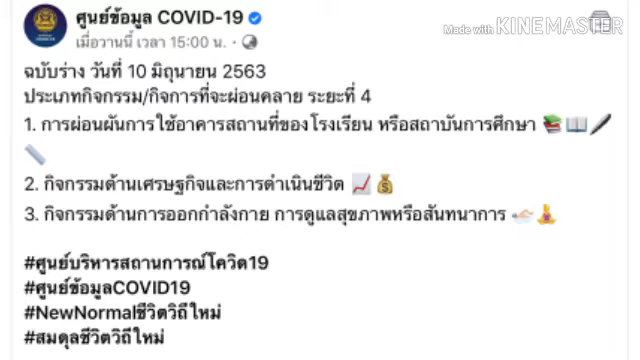 ศูนย์ข้อมูล COVID-19
Made with KINEMASTER
เมื่อวานนี้ เวลา 15:00 น. ·
ฉบับร่าง วันที่ 10 มิถุนายน 2563
ประเภทกิจกรรม/กิจการที่จะผ่อนคลาย ระยะที่ 4
1. การผ่อนผันการใช้อาคารสถานที่ของโรงเรียน หรือสถาบันการศึกษา 📚📖🖋️
📏
2. กิจกรรมด้านเศรษฐกิจและการดำเนินชีวิต 📈💰
3. กิจกรรมด้านการออกกำลังกาย การดูแลสุขภาพหรือสันทนาการ 🏊🧘
#ศูนย์บริหารสถานการณ์โควิด19
#ศูนย์ข้อมูลCOVID19
#NewNormalชีวิตวิถีใหม่
#สมดุลชีวิตวิถีใหม่